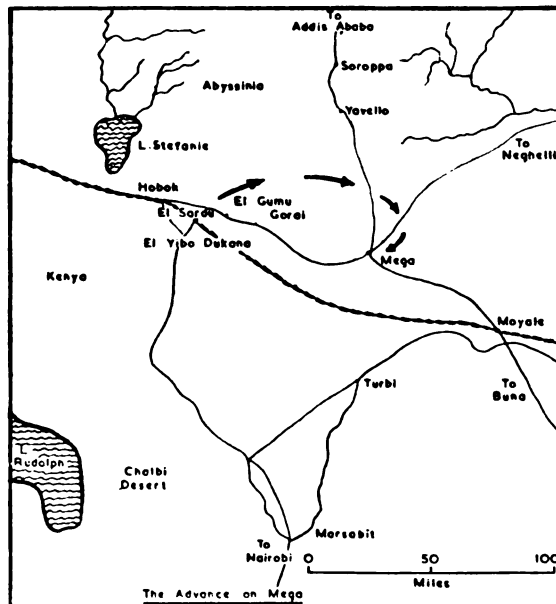 To
Addis Ababa
Soroppa
Abyssinia
Yavello
L. Stefanie
To
Neghelli
Hobok
El Sardu
El Gumu
Gorai
El Yibo Dukana
Mega
Kenya
Moyale
Turbi
To
Buna
L.
Rudolph
Chalbi
Desert
Marsabit
To
Nairobi
0 50 100
Miles
The Advance on Mega